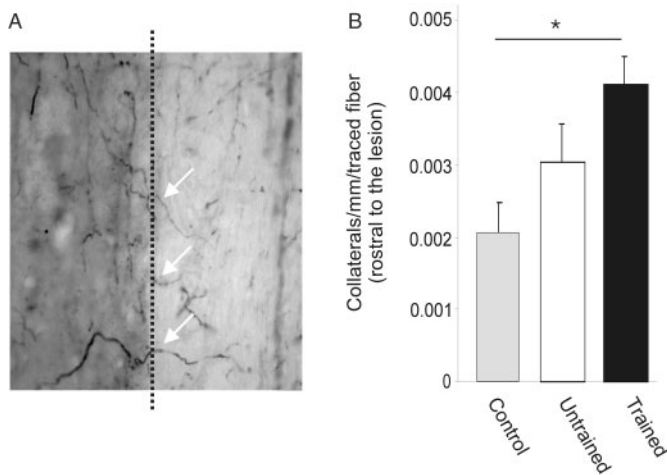 A
B
Collaterals/mm/traced fiber
(rostral to the lesion)
0.005
0.004
0.003
0.002
0.001
0
*
Control
Untrained
Trained